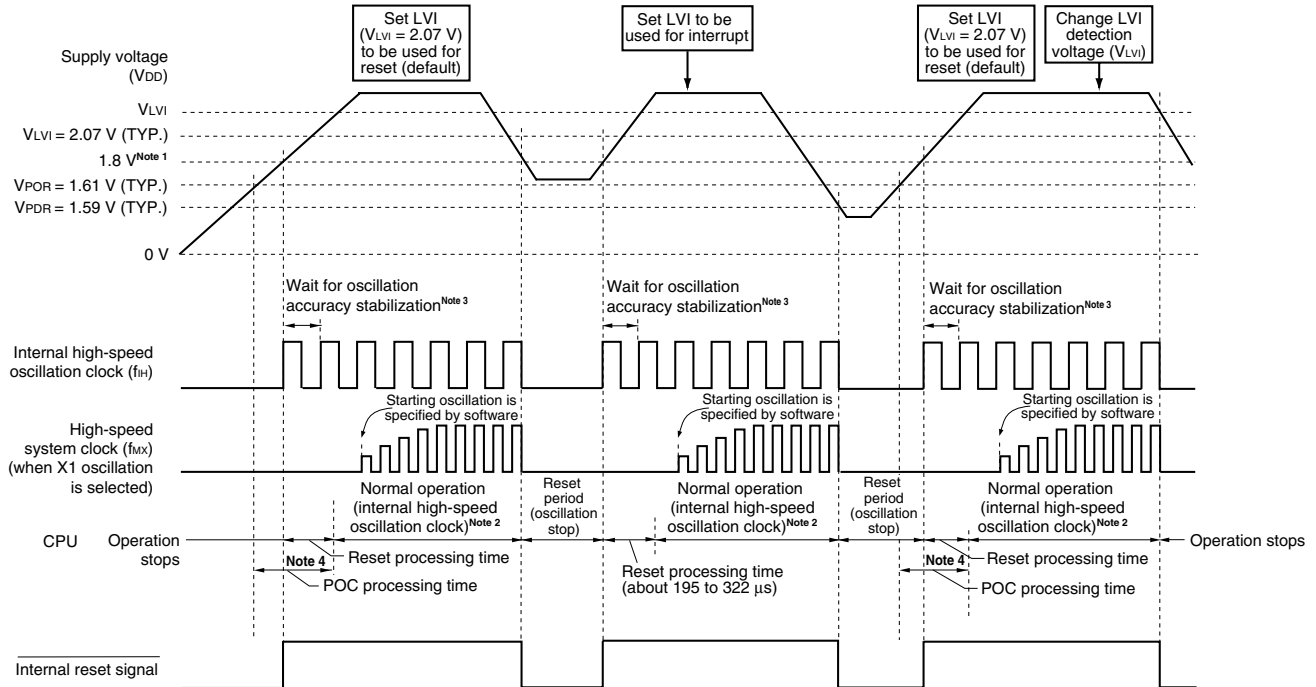 Set LVI
(VLVI = 2.07 V)
to be used for
reset (default)
Set LVI to be
used for interrupt
Set LVI
(VLVI = 2.07 V)
to be used for
reset (default)
Change LVI
detection
voltage (VLVI)
Supply voltage
(VDD)
VLVI
VLVI = 2.07 V (TYP.)
1.8 VNote 1
VPOR = 1.61 V (TYP.)
VPDR = 1.59 V (TYP.)
0 V
Wait for oscillation
accuracy stabilizationNote 3
Wait for oscillation
accuracy stabilizationNote 3
Wait for oscillation
accuracy stabilizationNote 3
Internal high-speed
oscillation clock (fIH)
Starting oscillation is
specified by software
Starting oscillation is
specified by software
Starting oscillation is
specified by software
High-speed
system clock (fMX)
(when X1 oscillation
is selected)
Normal operation
(internal high-speed
oscillation clock)Note 2
Reset
period
(oscillation
stop)
Normal operation
(internal high-speed
oscillation clock)Note 2
Reset
period
(oscillation
stop)
Normal operation
(internal high-speed
oscillation clock)Note 2
CPU
Operation
stops
Operation stops
Note 4
Reset processing time
POC processing time
Reset processing time
(about 195 to 322 μs)
Note 4
Reset processing time
POC processing time
Internal reset signal